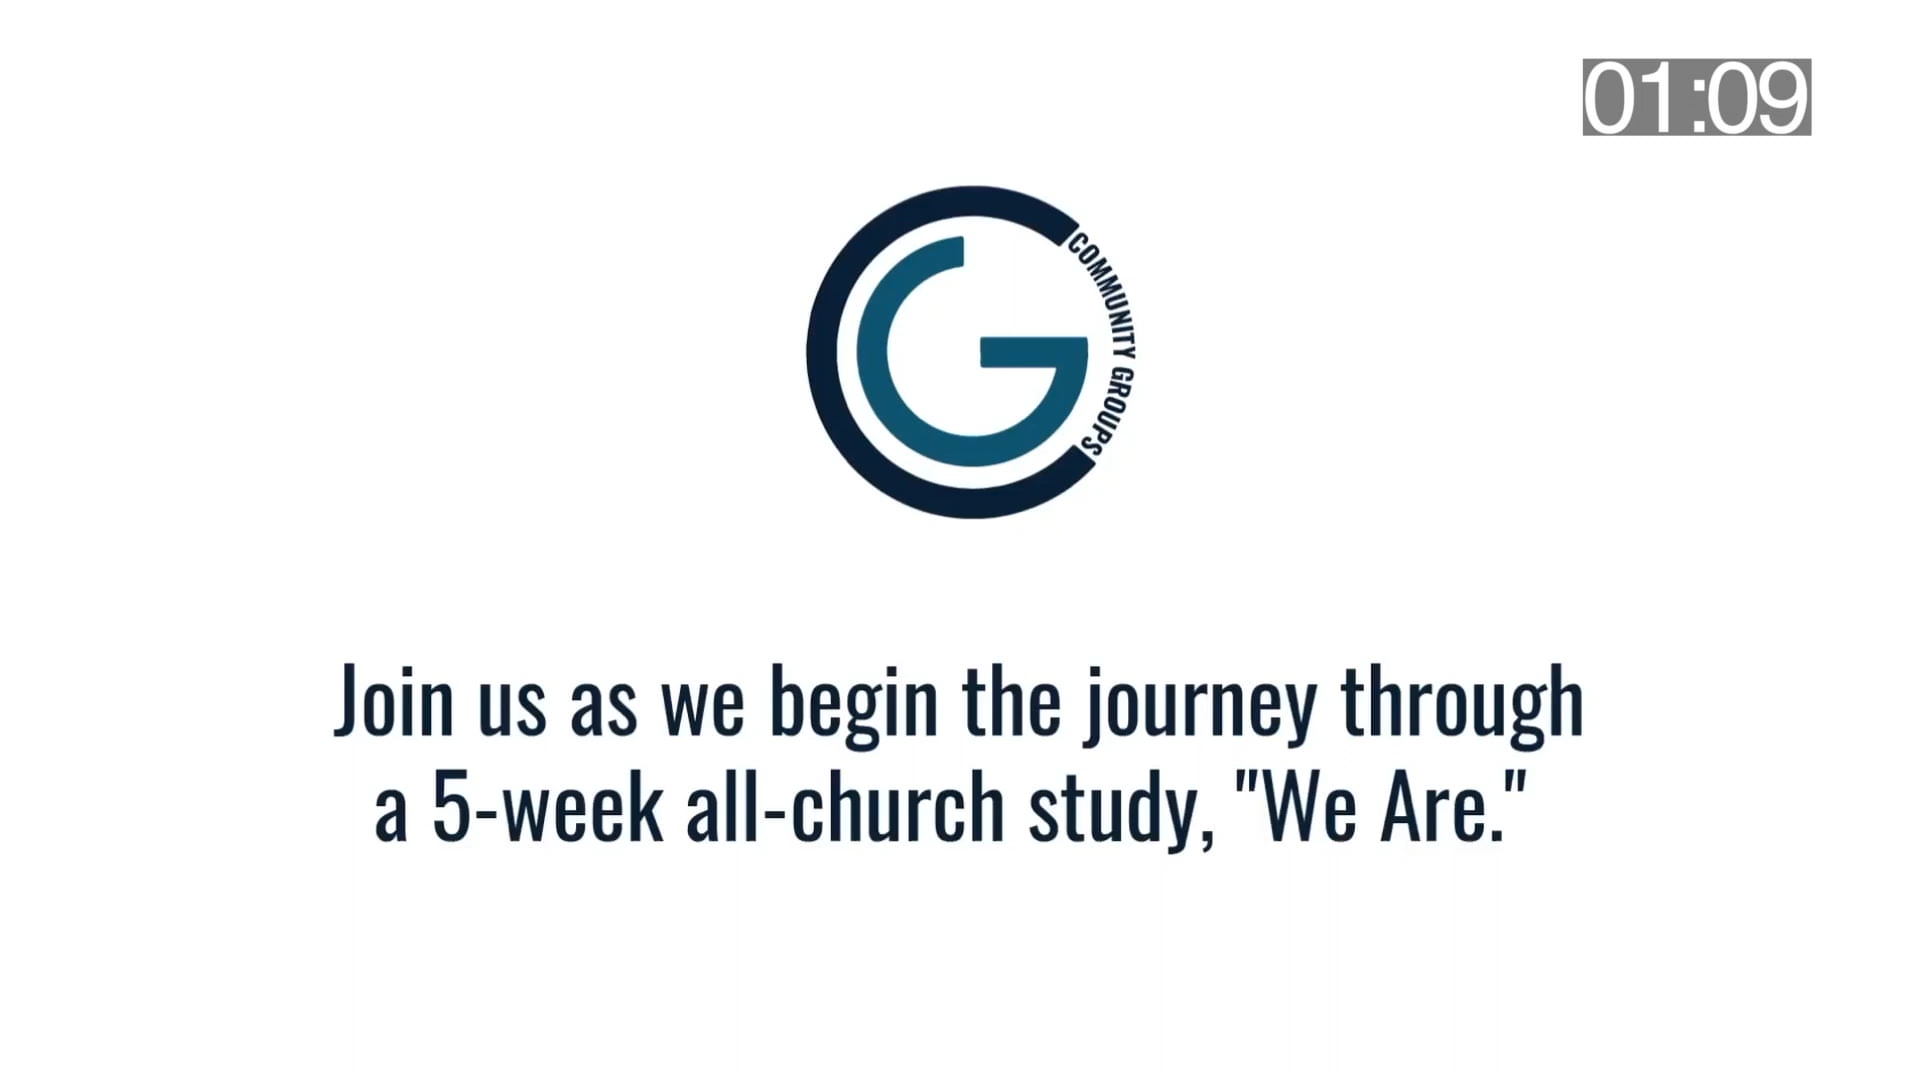 01:09
COMMUNITY GROUPS
Join us as we begin the journey through
a 5-week all-church study, "We Are."